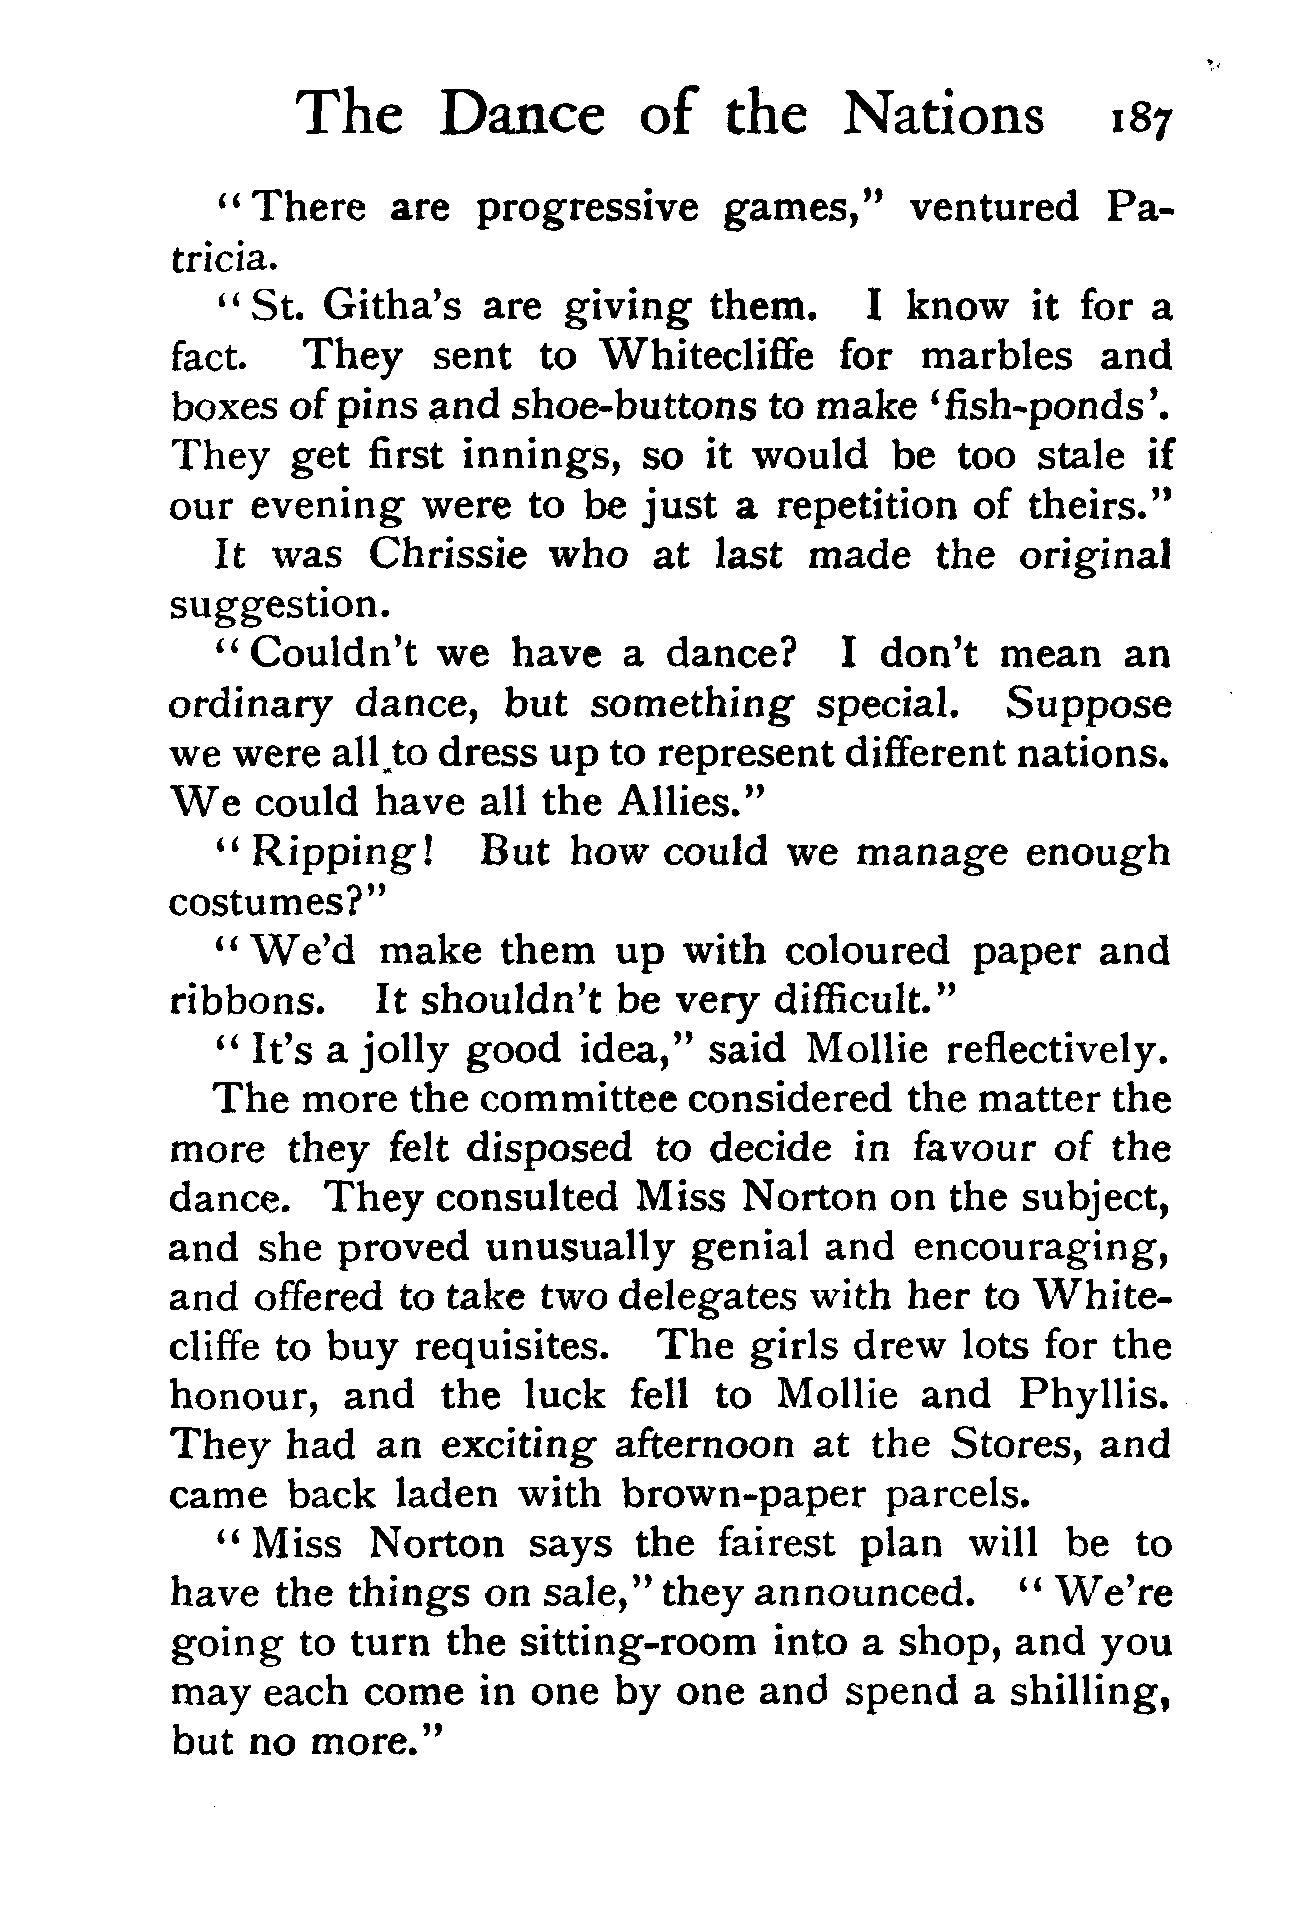 The Dance of the Nations 187
"There are progressive games," ventured Pa-
tricia.
"St. Githa's are giving them. I know it for a
fact. They sent to Whitecliffe for marbles and
boxes of pins and shoe-buttons to make 'fish-ponds'.
They get first innings, so it would be too stale if
our evening were to be just a repetition of theirs."
It was Chrissie who at last made the original
suggestion.
"Couldn't we have a dance? I don't mean an
ordinary dance, but something special. Suppose
we were all to dress up to represent different nations.
We could have all the Allies."
"Ripping! But how could we manage enough
costumes?"
"We'd make them up with coloured paper and
ribbons. It shouldn't be very difficult."
"It's a jolly good idea," said Mollie reflectively.
The more the committee considered the matter the
more they felt disposed to decide in favour of the
dance. They consulted Miss Norton on the subject,
and she proved unusually genial and encouraging,
and offered to take two delegates with her to White-
cliffe to buy requisites. The girls drew lots for the
honour, and the luck fell to Mollie and Phyllis.
They had an exciting afternoon at the Stores, and
came back laden with brown-paper parcels.
"Miss Norton says the fairest plan will be to
have the things on sale," they announced. "We're
going to turn the sitting-room into a shop, and you
may each come in one by one and spend a shilling,
but no more."